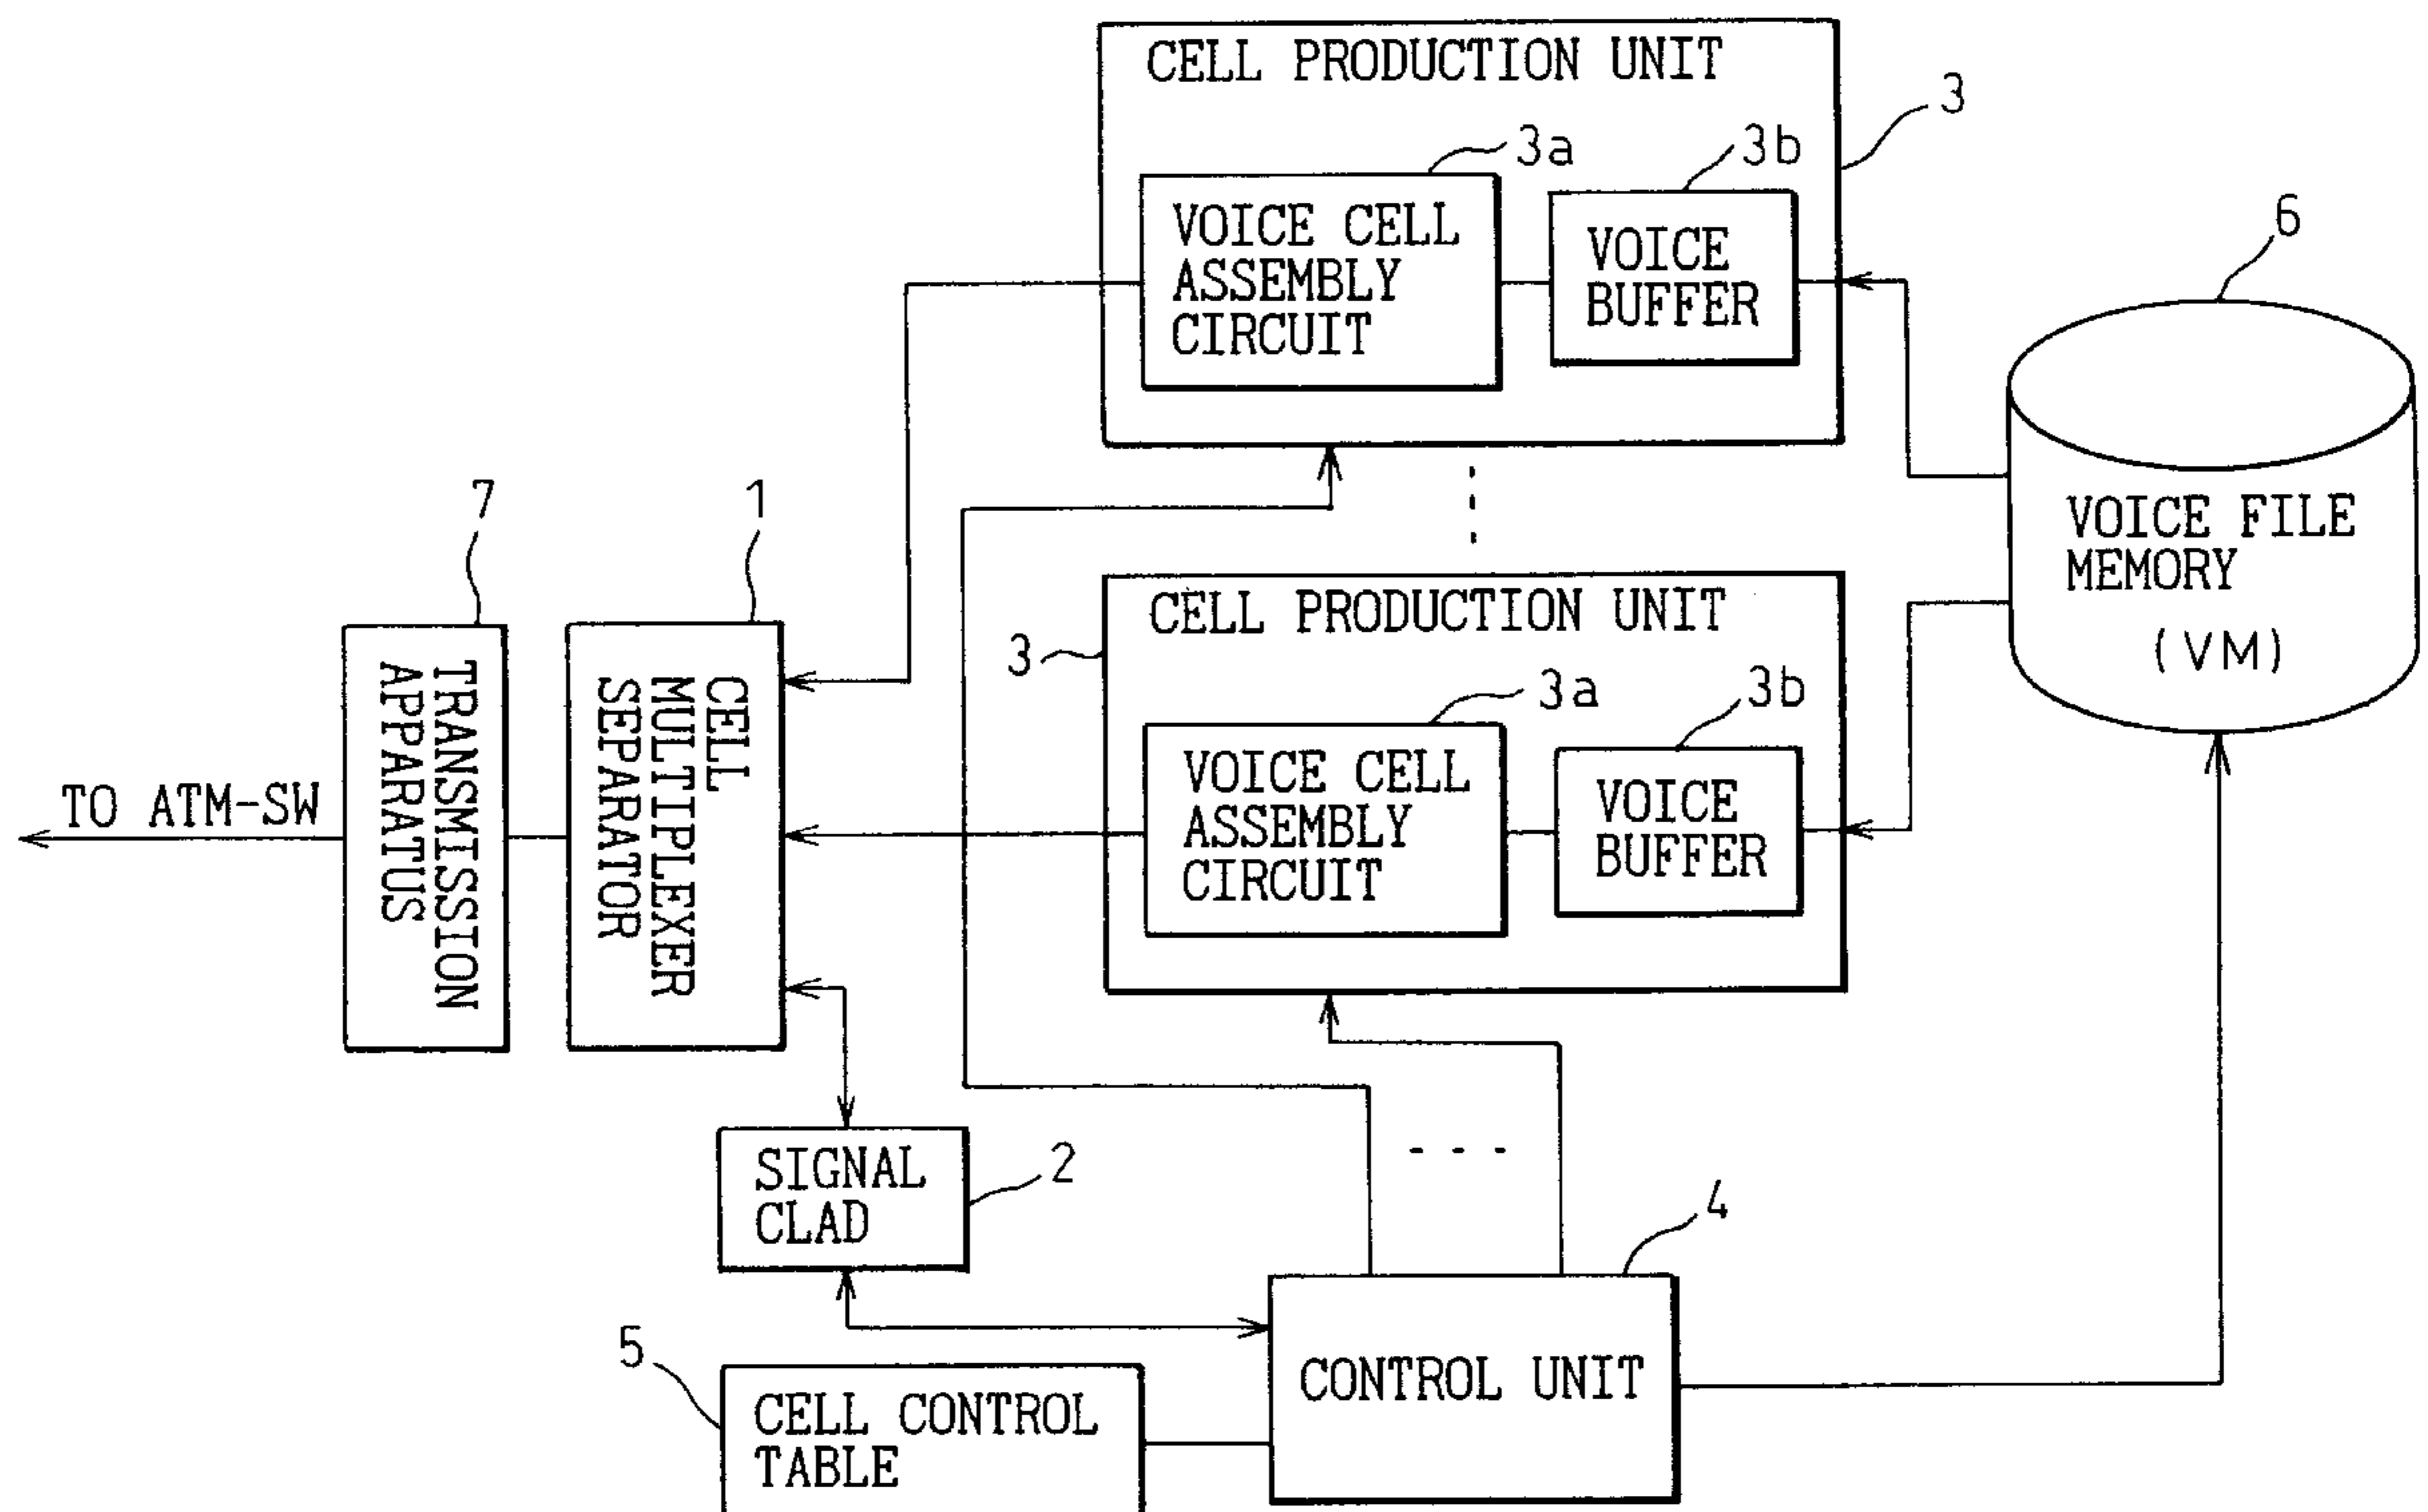 CELL PRODUCTION UNIT
3
3a
3b
VOICE CELL
ASSEMBLY
CIRCUIT
VOICE
BUFFER
6
VOICE FILE
MEMORY
(VM)
7
1
CELL PRODUCTION UNIT
3
3a
3b
VOICE CELL
ASSEMBLY
CIRCUIT
VOICE
BUFFER
TO ATM-SW
TRANSMISSION
APPARATUS
CELL
MULTIPLEXER
SEPARATOR
SIGNAL
CLAD
2
4
CONTROL UNIT
5
CELL CONTROL
TABLE